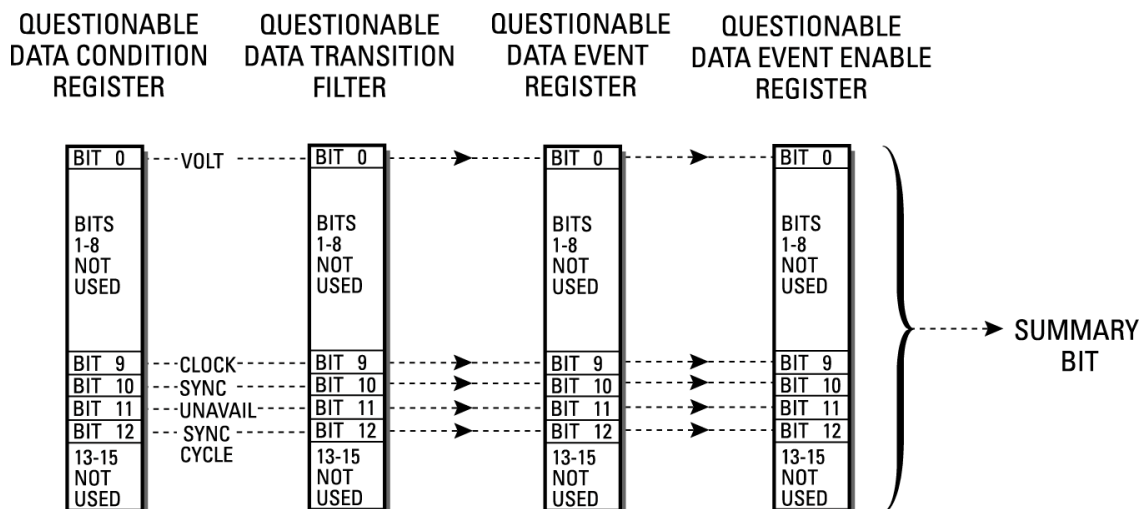 QUESTIONABLE
DATA CONDITION
REGISTER
QUESTIONABLE
DATA TRANSITION
FILTER
QUESTIONABLE
DATA EVENT
REGISTER
QUESTIONABLE
DATA EVENT ENABLE
REGISTER
BIT 0
BITS
1-8
NOT
USED
BIT 9
BIT 10
BIT 11
BIT 12
13-15
NOT
USED
VOLT
CLOCK
SYNC
UNAVAIL
SYNC
CYCLE
BIT 0
BITS
1-8
NOT
USED
BIT 9
BIT 10
BIT 11
BIT 12
13-15
NOT
USED
BIT 0
BITS
1-8
NOT
USED
BIT 9
BIT 10
BIT 11
BIT 12
13-15
NOT
USED
BIT 0
BITS
1-8
NOT
USED
BIT 9
BIT 10
BIT 11
BIT 12
13-15
NOT
USED
SUMMARY
BIT